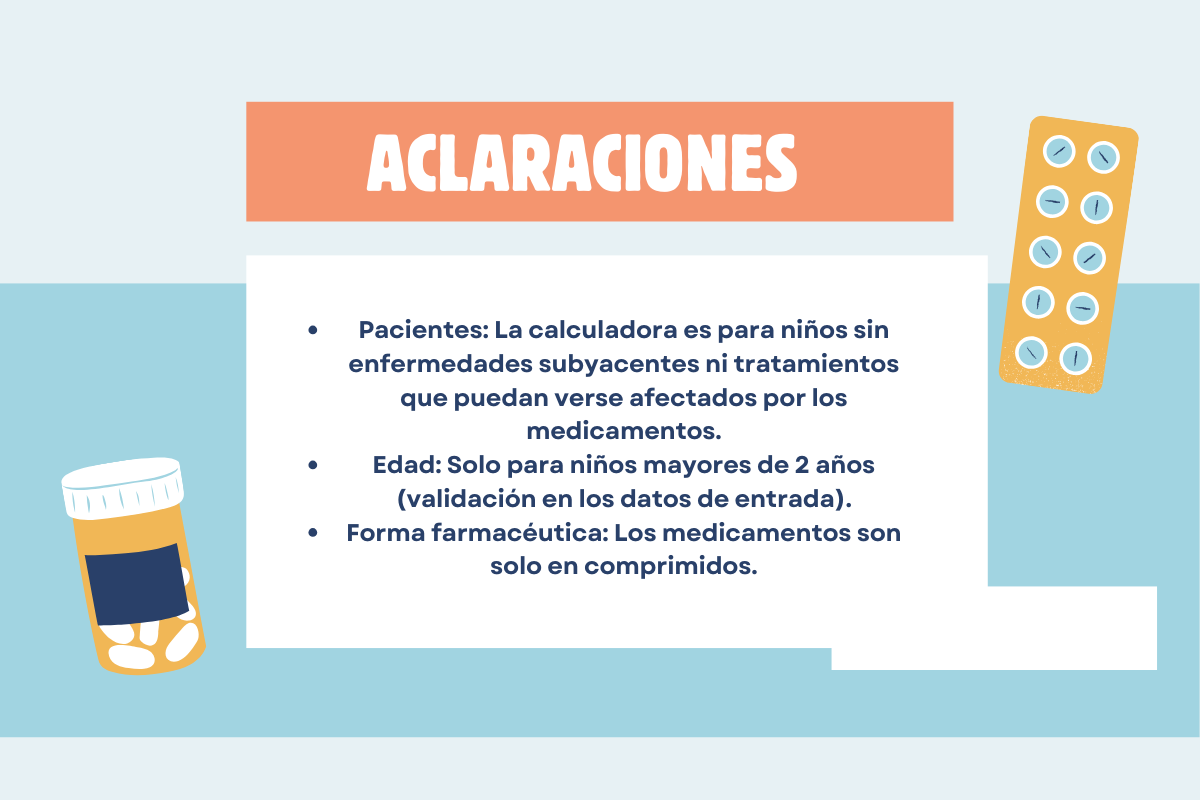 ACLARACIONES
• Pacientes: La calculadora es para niños sin
enfermedades subyacentes ni tratamientos
que puedan verse afectados por los
medicamentos.
• Edad: Solo para niños mayores de 2 años
(validación en los datos de entrada).
• Forma farmacéutica: Los medicamentos son
solo en comprimidos.